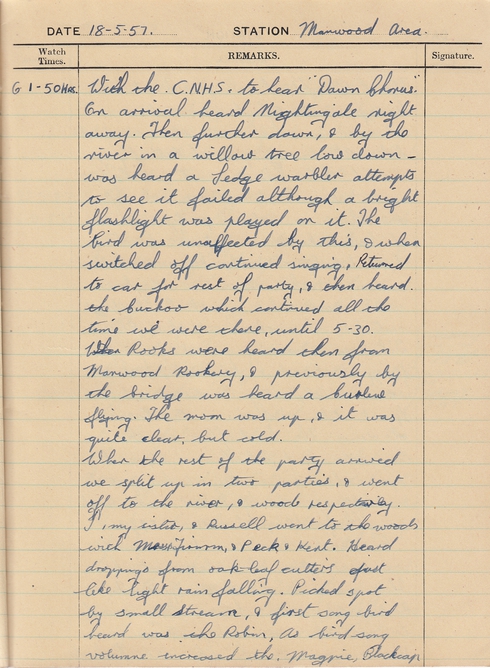 DATE 18-5-57. STATION Manwood Area.
Watch Times. REMARKS. Signature.
G 1-50 HRS. With the C.N.H.S. to hear "Dawn Chorus"
On arrival heard Nightingale right
away. Then further down, & by the
river in a willow tree low down –
was heard a Sedge warbler attempts
to see it failed although a bright
flashlight was played on it. The
bird was unaffected by this, & when
switched off continued singing, Returned
to car for rest of party, & then heard
the cuckoo which continued all the
time we were there, until 5-30.
Rooks were heard then from
Manwood Rookery, & previously by
the bridge was heard a curlew
flying. The moon was up, & it was
quite clear, but cold.
When the rest of the party arrived
we split up in two parties, & went
off to the river, & woods respectively.
I, my sister, & Russell went to the woods
with & Peck & Kent. Heard
droppings from oak-leaf cutters just
like light rain falling. Picked spot
by small stream, & first song bird
heard was the Robin, As bird song
volumne increased the Magpie, Blackcap